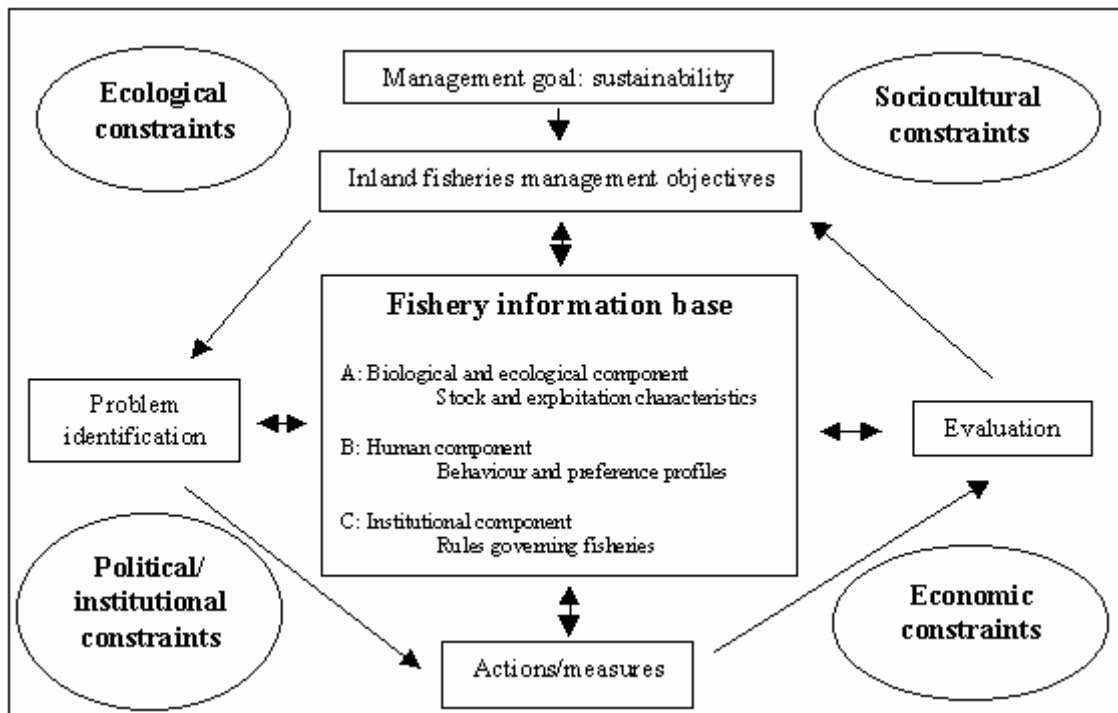 Management goal: sustainability
Ecological
constraints
Sociocultural
constraints
Inland fisheries management objectives
Fishery information base
A: Biological and ecological component
Stock and exploitation characteristics
B: Human component
Behaviour and preference profiles
C: Institutional component
Rules governing fisheries
Problem
identification
Evaluation
Political/
institutional
constraints
Economic
constraints
Actions/measures